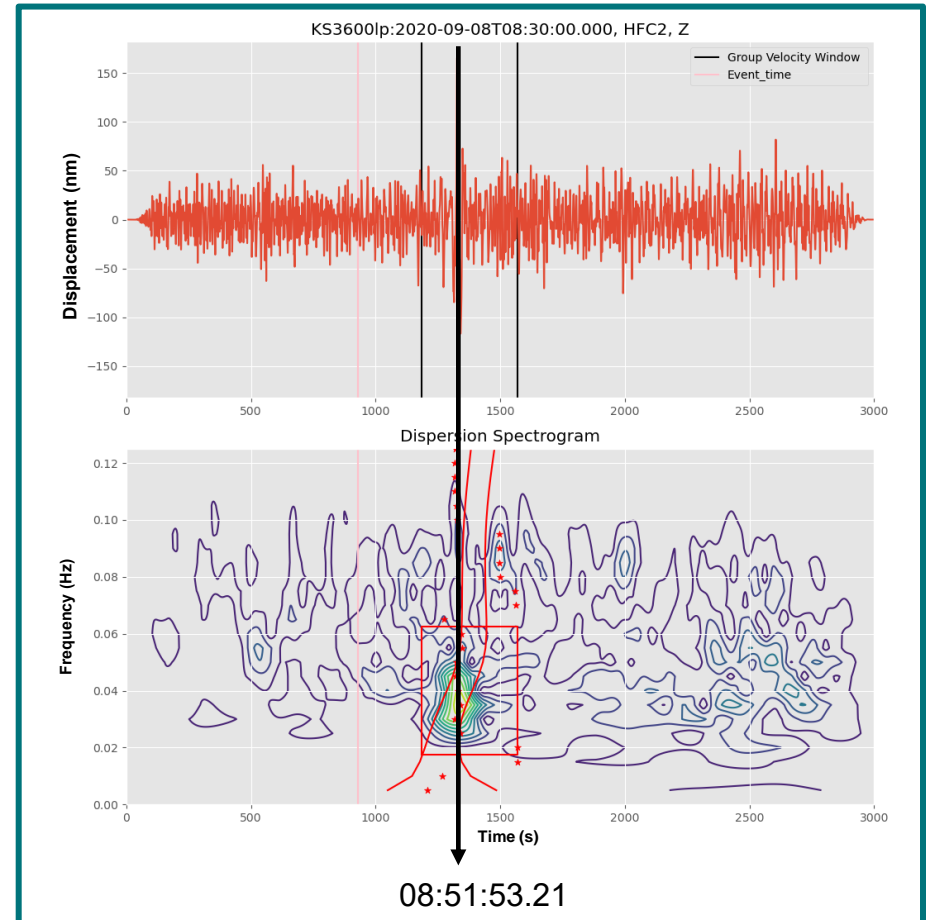 KS3600lp:2020-09-08T08:30:00.000, HFC2, Z
Group Velocity Window
Event_time
Displacement (nm)
150
100
50
0
−50
−100
−150
0 500 1000 1500 2000 2500 3000
Dispersion Spectrogram
Frequency (Hz)
0.12
0.10
0.08
0.06
0.04
0.02
0.00
0 500 1000 1500 2000 2500 3000
Time (s)
08:51:53.21